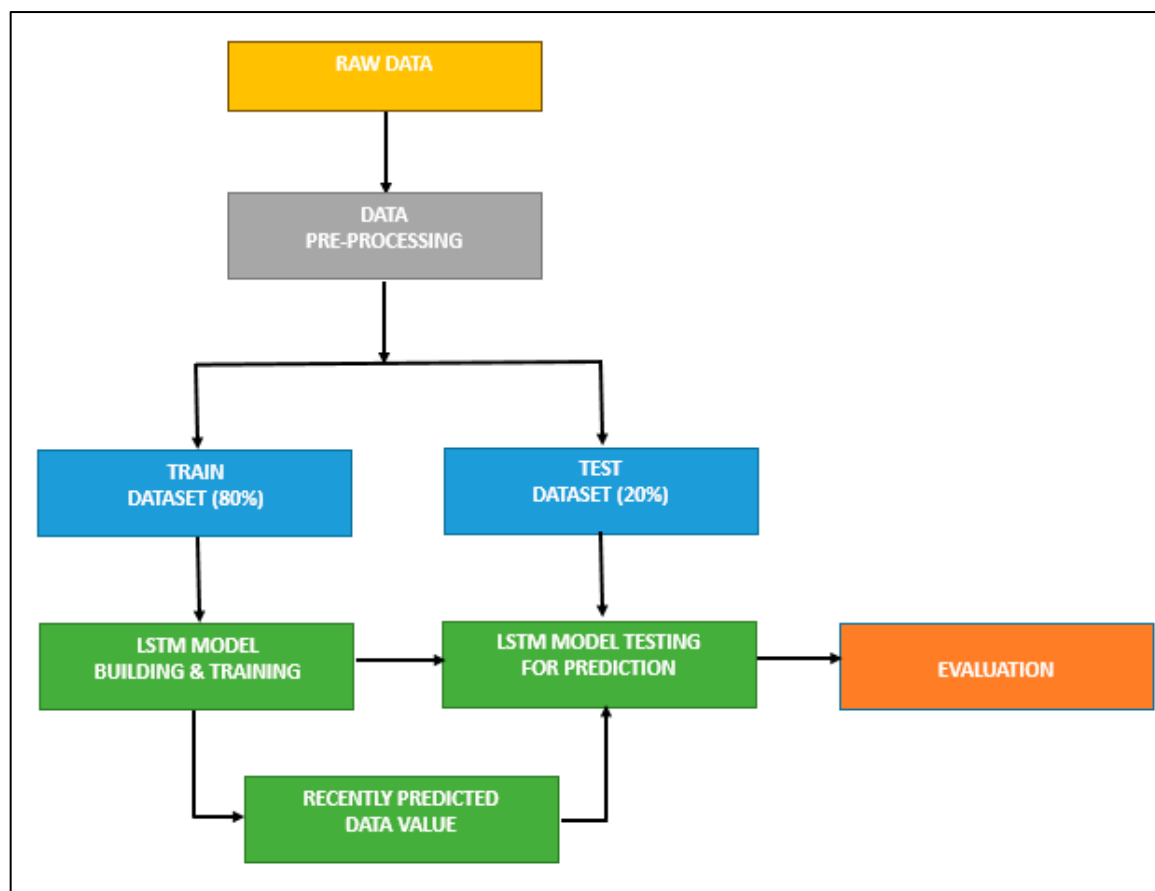 RAW DATA
DATA
PRE-PROCESSING
TRAIN
DATASET (80%)
TEST
DATASET (20%)
LSTM MODEL
BUILDING & TRAINING
LSTM MODEL TESTING
FOR PREDICTION
EVALUATION
RECENTLY PREDICTED
DATA VALUE